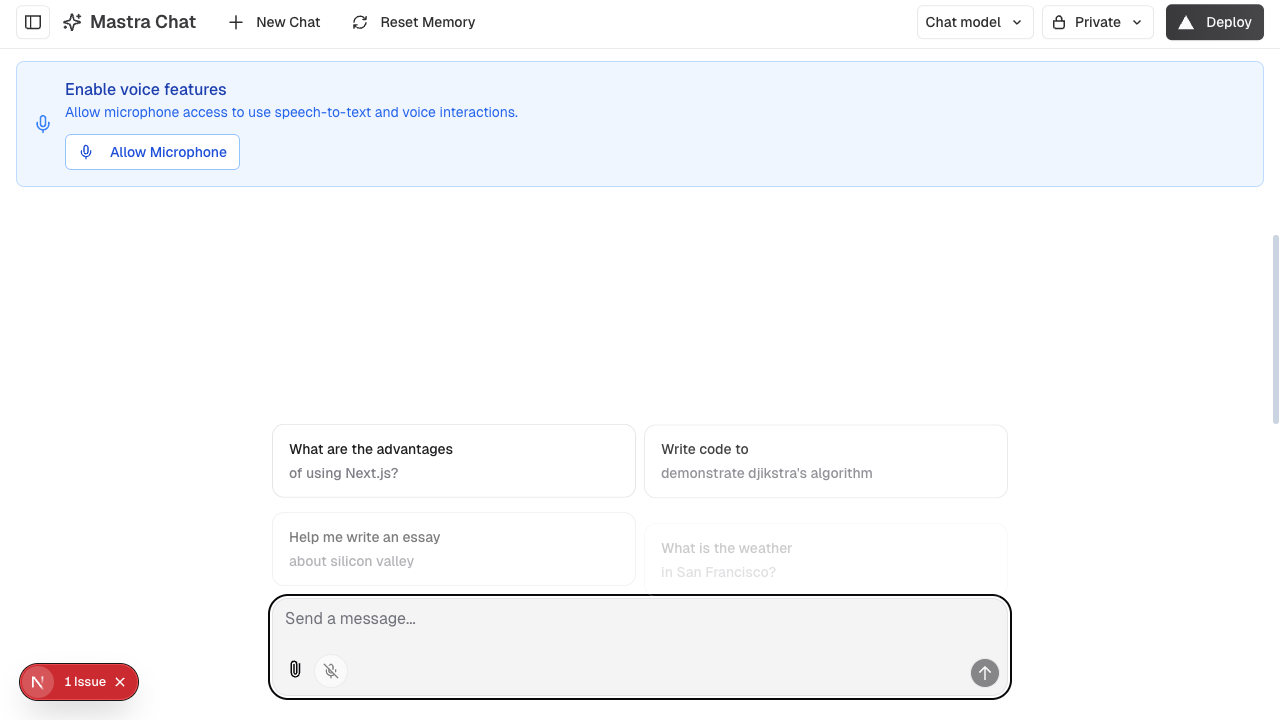 Mastra Chat
New Chat
Reset Memory
Chat model
Private
Deploy
Enable voice features
Allow microphone access to use speech-to-text and voice interactions.
Allow Microphone
What are the advantages
of using Next.js?
Write code to
demonstrate djikstra's algorithm
Help me write an essay
about silicon valley
What is the weather
in San Francisco?
Send a message...
N
1 Issue